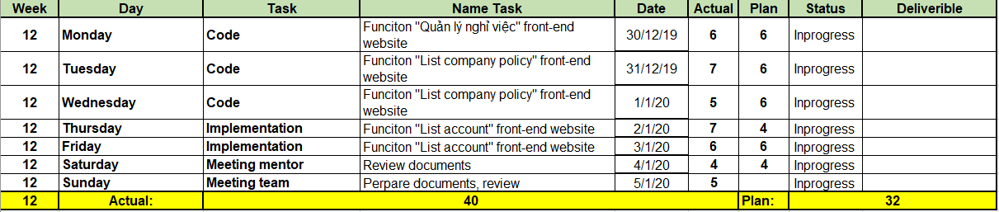 Week Day Task Name Task Date Actual Plan Status Deliverible
12 Monday Code Funciton "Quản lý nghỉ việc" front-end website 30/12/19 6 6 Inprogress
12 Tuesday Code Funciton "List company policy" front-end website 31/12/19 7 6 Inprogress
12 Wednesday Code Funciton "List company policy" front-end website 1/1/20 5 6 Inprogress
12 Thursday Implementation Funciton "List account" front-end website 2/1/20 7 4 Inprogress
12 Friday Implementation Funciton "List account" front-end website 3/1/20 6 6 Inprogress
12 Saturday Meeting mentor Review documents 4/1/20 4 4 Inprogress
12 Sunday Meeting team Perpare documents, review 5/1/20 5 Inprogress
12 Actual: 40 Plan: 32